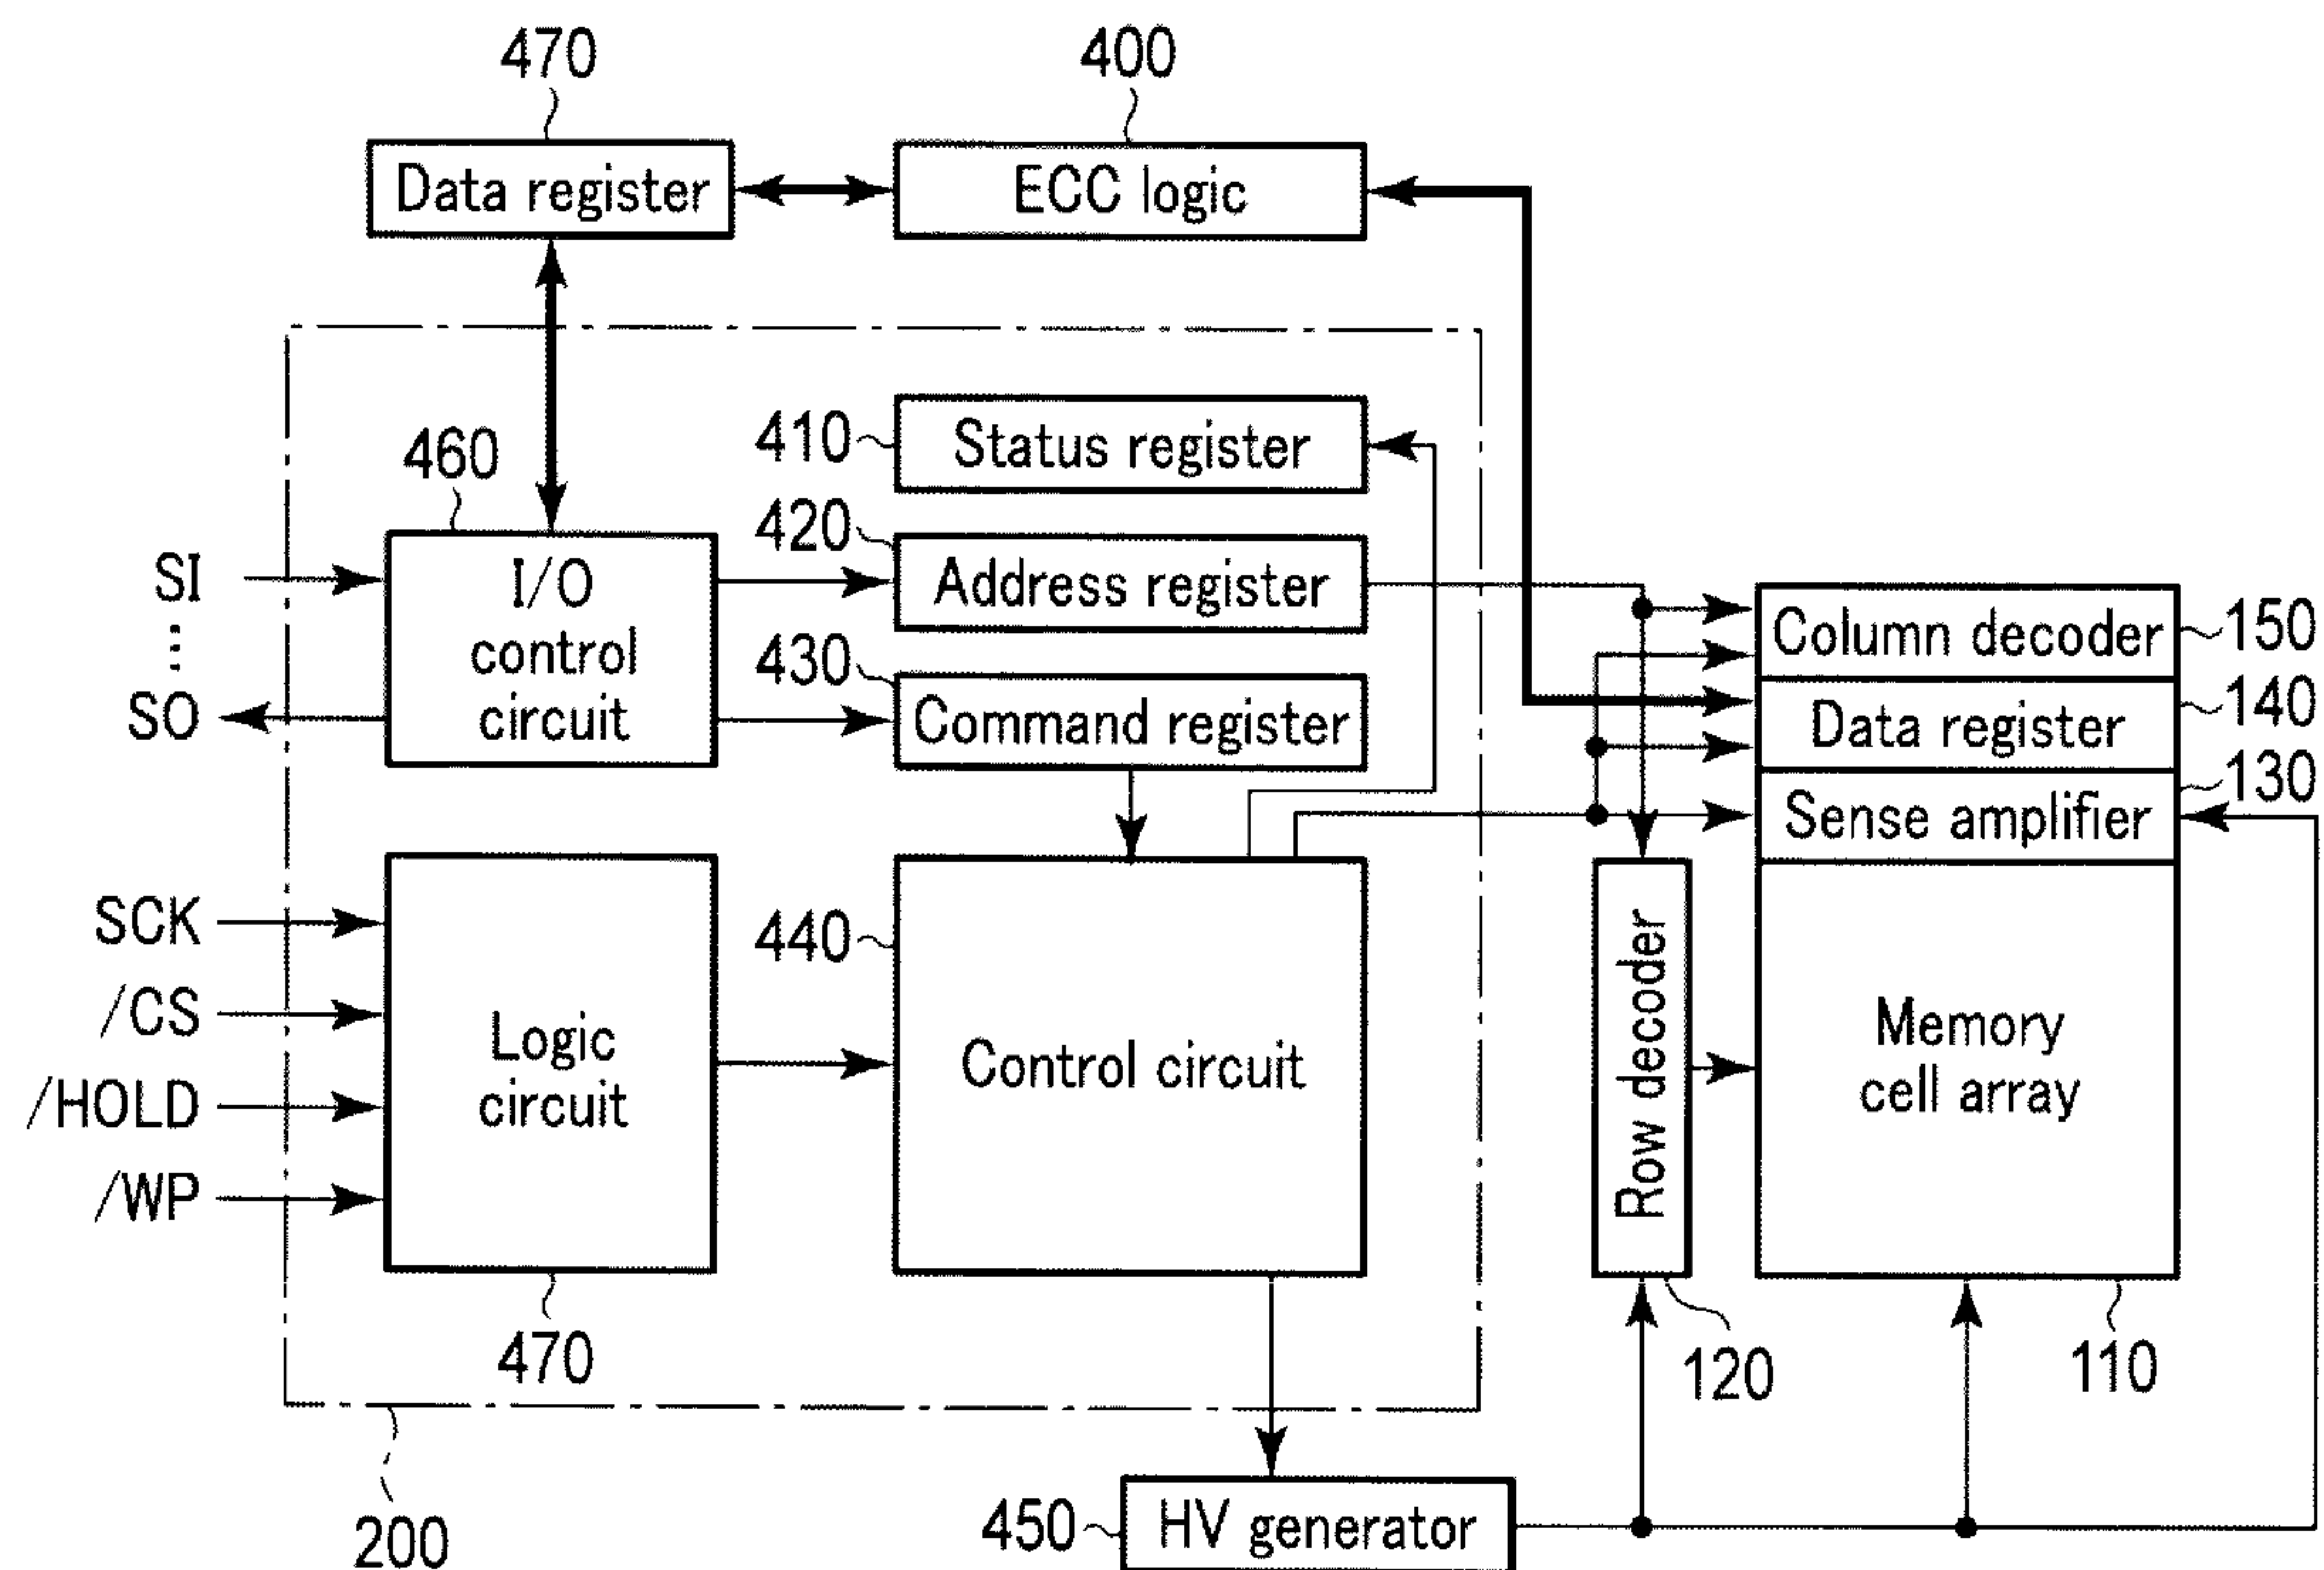 470
400
Data register
ECC logic
410
Status register
460
420
SI
I/O
control
circuit
Address register
⋮
SO
430
Command register
Column decoder
150
Data register
140
Sense amplifier
130
SCK
/CS
/HOLD
/WP
Logic
circuit
470
440
Control circuit
Row decoder
Memory
cell array
120
110
200
450
HV generator